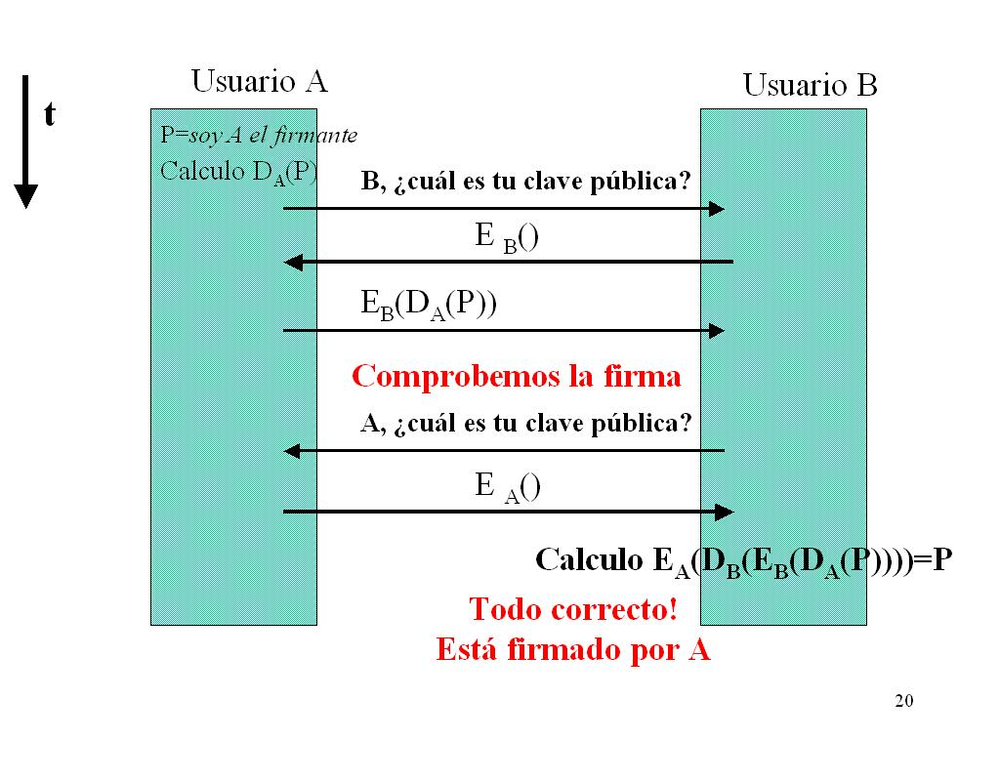 Usuario A
Usuario B
t
P=soy A el firmante
Calculo DA(P)
B, ¿cuál es tu clave pública?
E B()
EB(DA(P))
Comprobemos la firma
A, ¿cuál es tu clave pública?
E A()
Calculo EA(DB(EB(DA(P))))=P
Todo correcto!
Está firmado por A
20